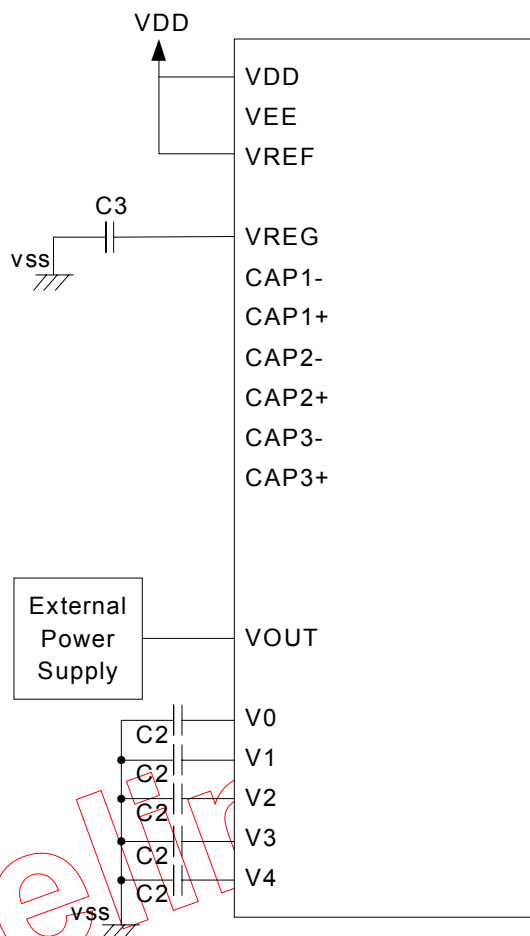 VDD
VDD
VEE
VREF
C3
VREG
VSS
CAP1-
CAP1+
CAP2-
CAP2+
CAP3-
CAP3+
External
Power
Supply
VOUT
V0
C2
V1
C2
V2
C2
V3
C2
V4
C2
VSS
elim